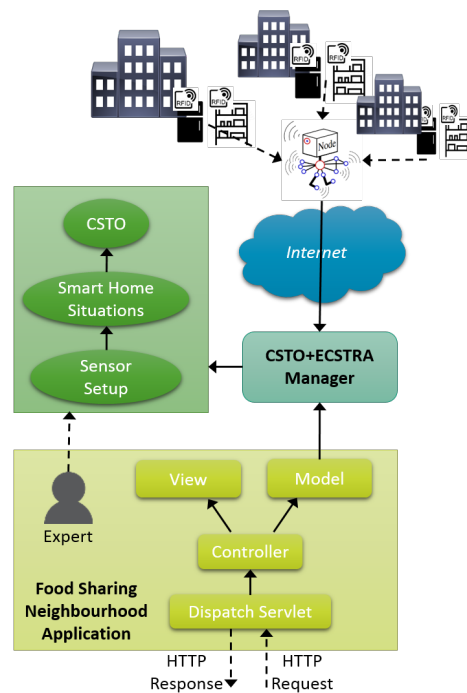 RFID
RFID
RFID
RFID
RFID
RFID
Node
CSTO
Internet
Smart Home
Situations
Sensor
Setup
CSTO+ECSTRA
Manager
View
Model
Expert
Controller
Food Sharing
Neighbourhood
Application
Dispatch Servlet
HTTP
Response
HTTP
Request